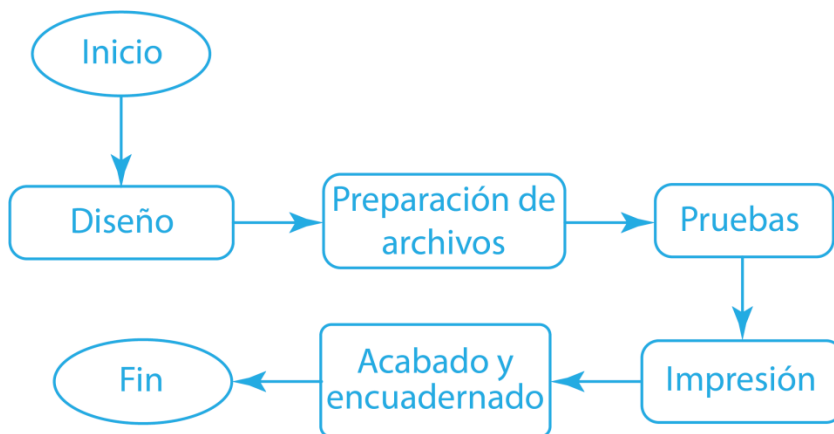 Inicio
Diseño
Preparación de
archivos
Pruebas
Impresión
Acabado y
encuadernado
Fin